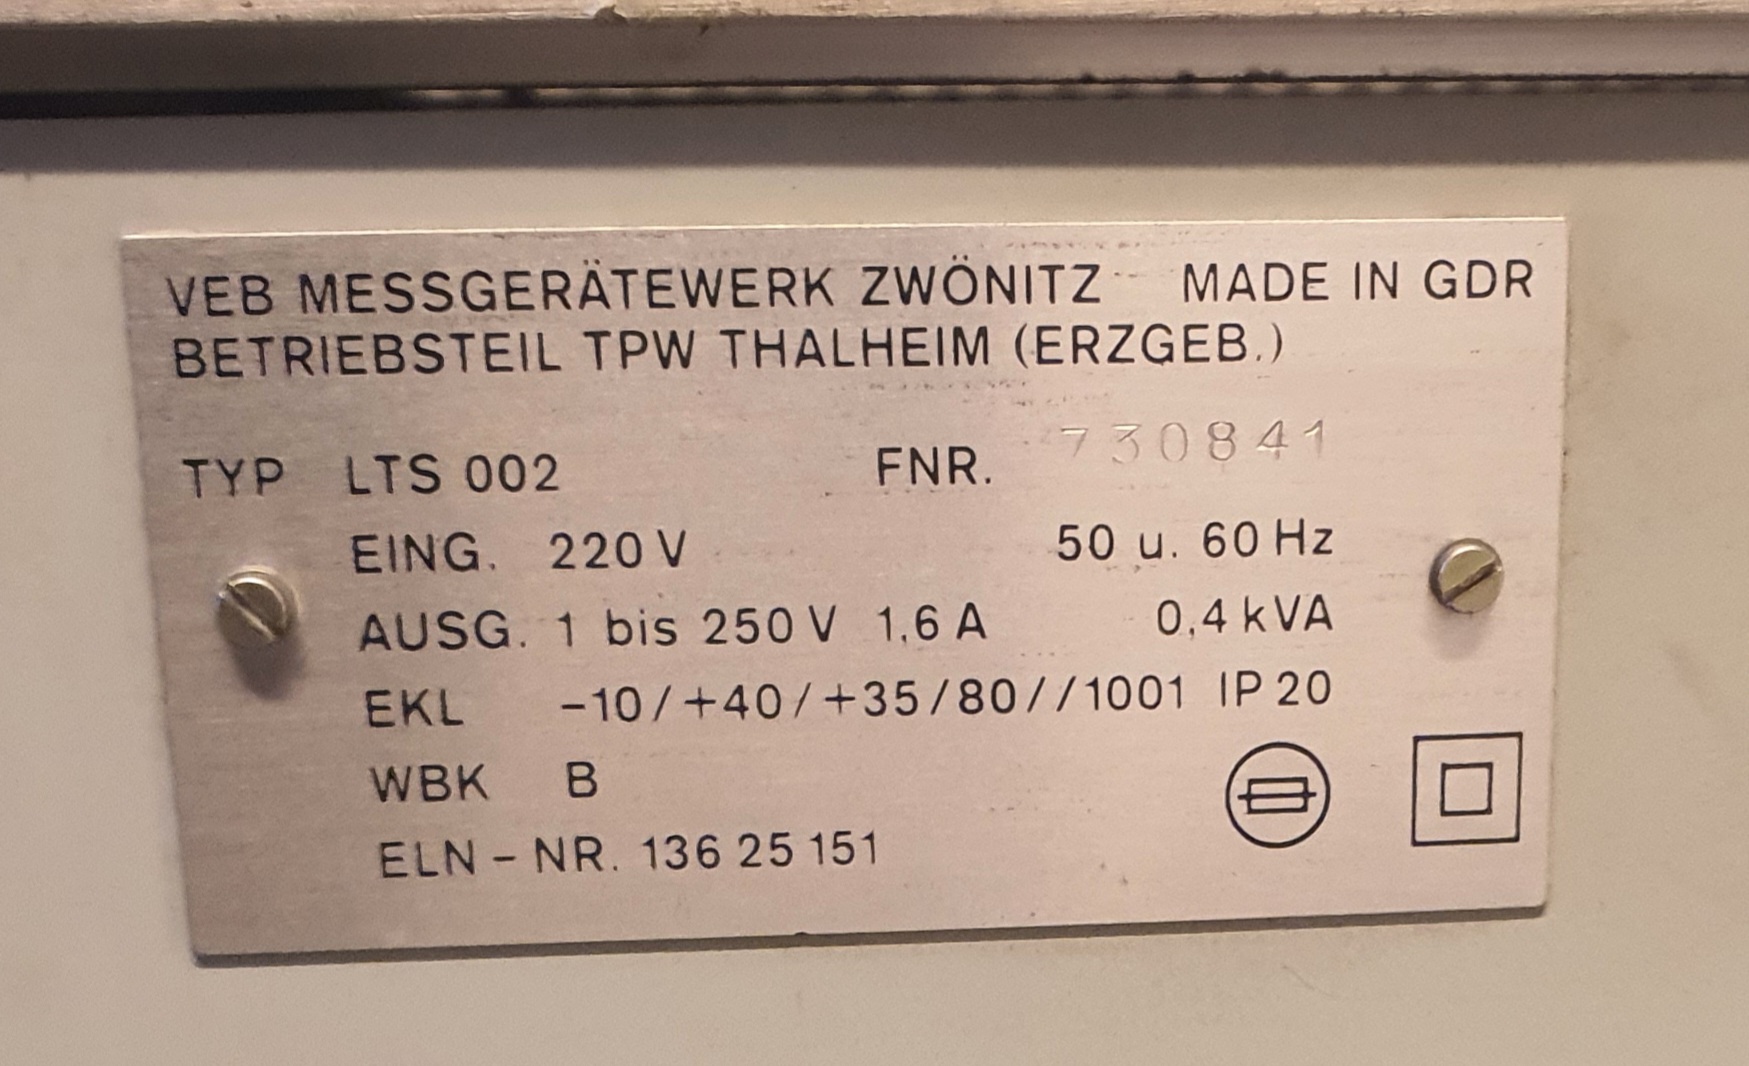 VEB MESSGERÄTEWERK ZWÖNITZ MADE IN GDR
BETRIEBSTEIL TPW THALHEIM (ERZGEB.)
TYP LTS 002 FNR. 730841
EING. 220 V 50 u. 60 Hz
AUSG. 1 bis 250 V 1,6 A 0,4 kVA
EKL -10/+40/+35/80//1001 IP 20
WBK B
ELN-NR. 136 25 151